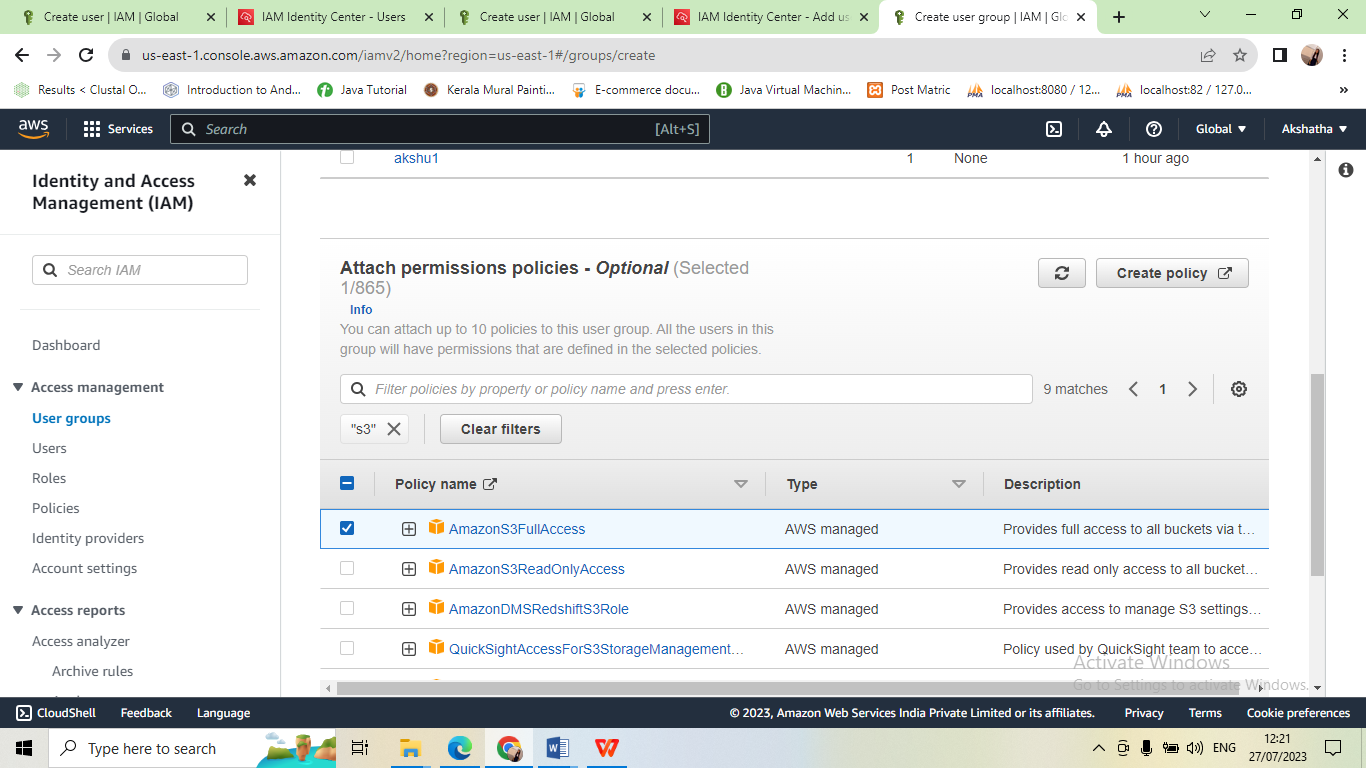 Create user | IAM | Global
IAM Identity Center - Users
Create user | IAM | Global
IAM Identity Center - Add us
Create user group | IAM | Glo
us-east-1.console.aws.amazon.com/iamv2/home?region=us-east-1#/groups/create
Results < Clustal O...
Introduction to And...
Java Tutorial
Kerala Mural Painti...
E-commerce docu...
Java Virtual Machin...
Post Matric
localhost:8080 / 12...
localhost:82 / 127.0...
aws
Services
Search
[Alt+S]
Global
Akshatha
Identity and Access
Management (IAM)
Search IAM
Dashboard
Access management
User groups
Users
Roles
Policies
Identity providers
Account settings
Access reports
Access analyzer
Archive rules
akshu1 1 None 1 hour ago
Attach permissions policies - Optional (Selected
1/865)
Info
Create policy
You can attach up to 10 policies to this user group. All the users in this
group will have permissions that are defined in the selected policies.
Filter policies by property or policy name and press enter.
9 matches
1
"s3"
Clear filters
Policy name Type Description
AmazonS3FullAccess AWS managed Provides full access to all buckets via t...
AmazonS3ReadOnlyAccess AWS managed Provides read only access to all bucket...
AmazonDMSRedshiftS3Role AWS managed Provides access to manage S3 settings...
QuickSightAccessForS3StorageManagement... AWS managed Policy used by QuickSight team to acce...
Activate Windows
Go to Settings to activate Windows.
CloudShell
Feedback
Language
© 2023, Amazon Web Services India Private Limited or its affiliates.
Privacy
Terms
Cookie preferences
Type here to search
ENG
12:21
27/07/2023